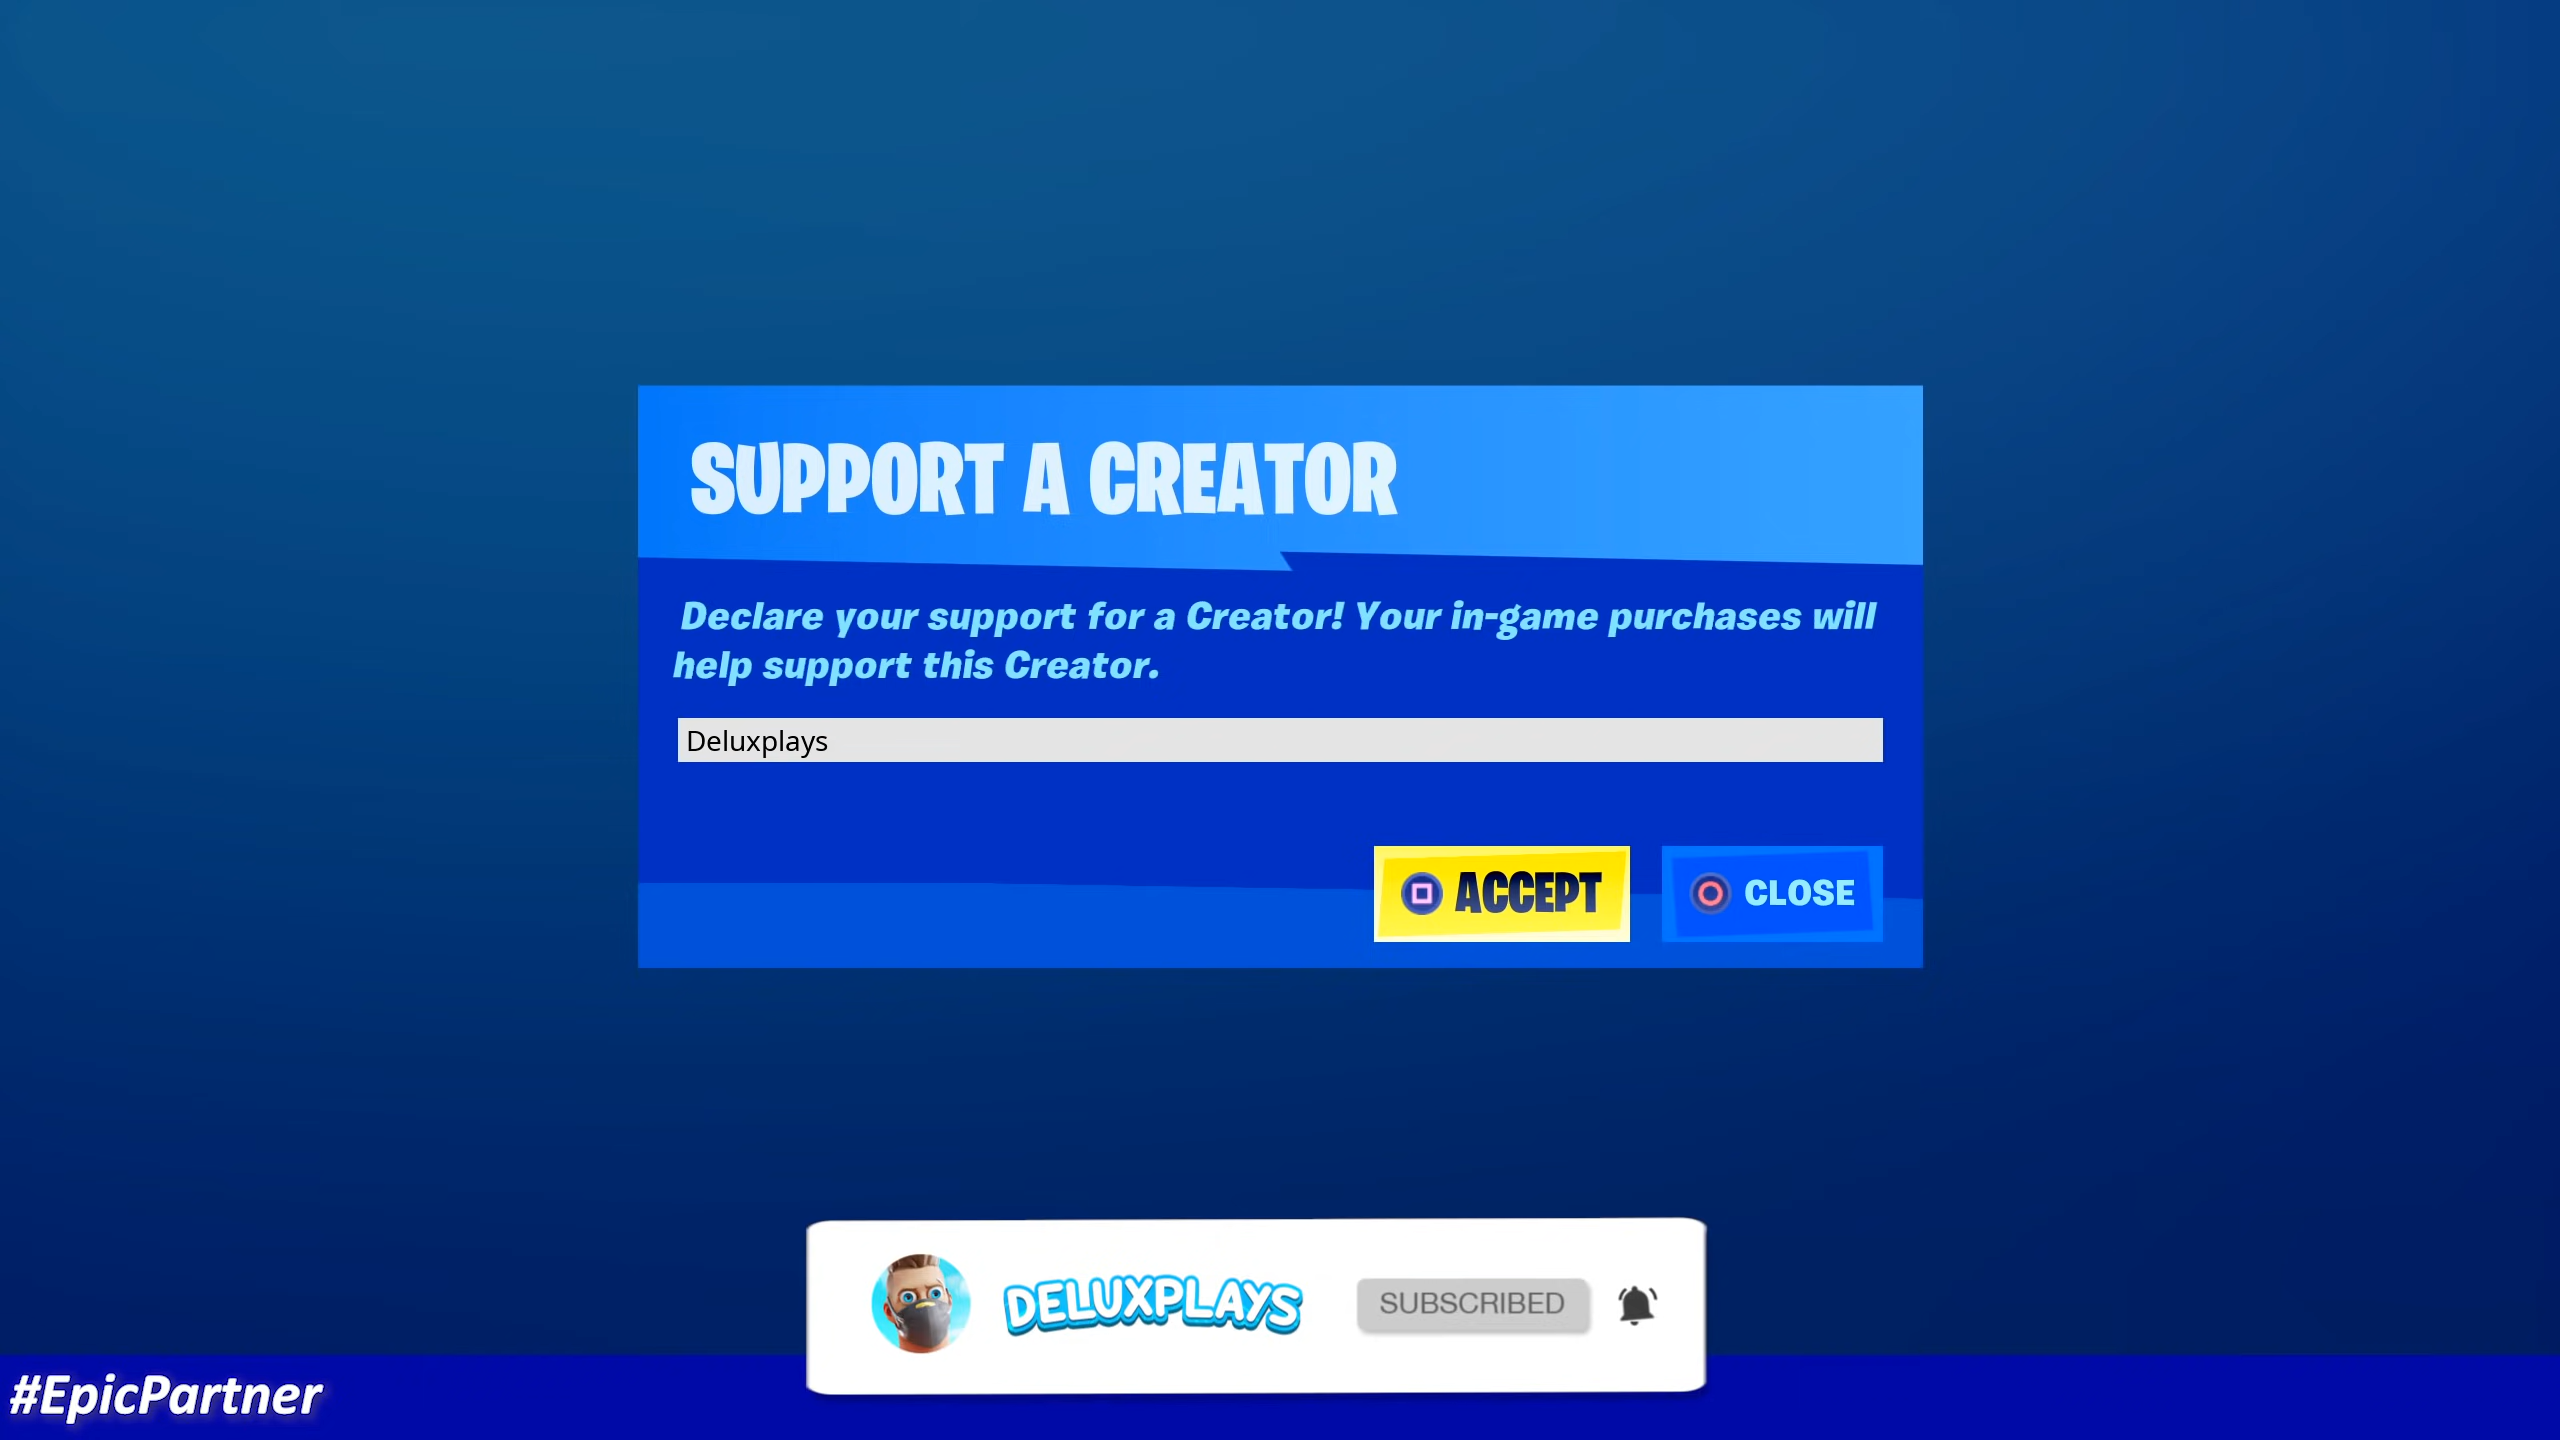 SUPPORT A CREATOR
Declare your support for a Creator! Your in-game purchases will
help support this Creator.
Deluxplays
ACCEPT
CLOSE
DELUXPLAYS
SUBSCRIBED
#EpicPartner